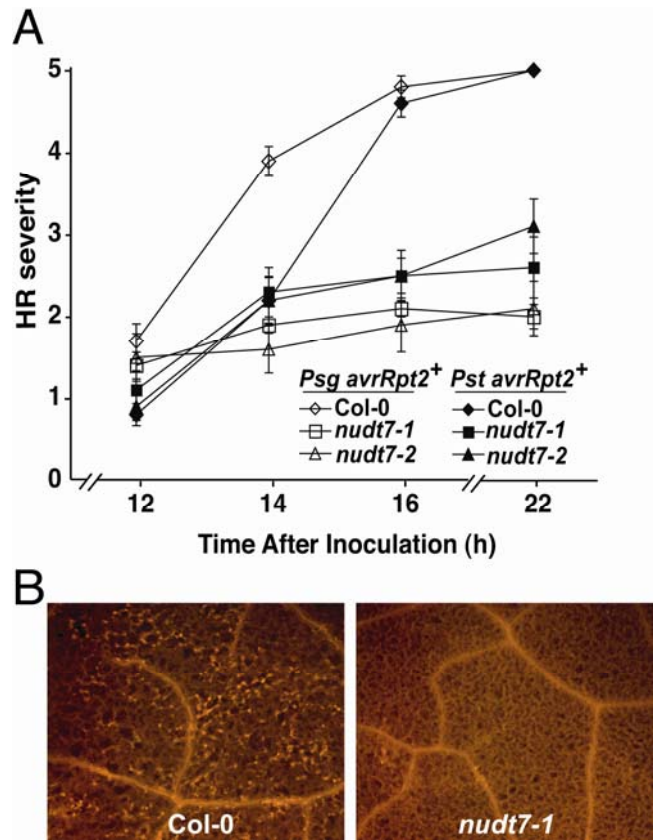 A
5
4
3
2
1
0
HR severity
Psg avrRpt2+ Pst avrRpt2+
Col-0 Col-0
nudt7-1 nudt7-1
nudt7-2 nudt7-2
12 14 16 22
Time After Inoculation (h)
B
Col-0 nudt7-1